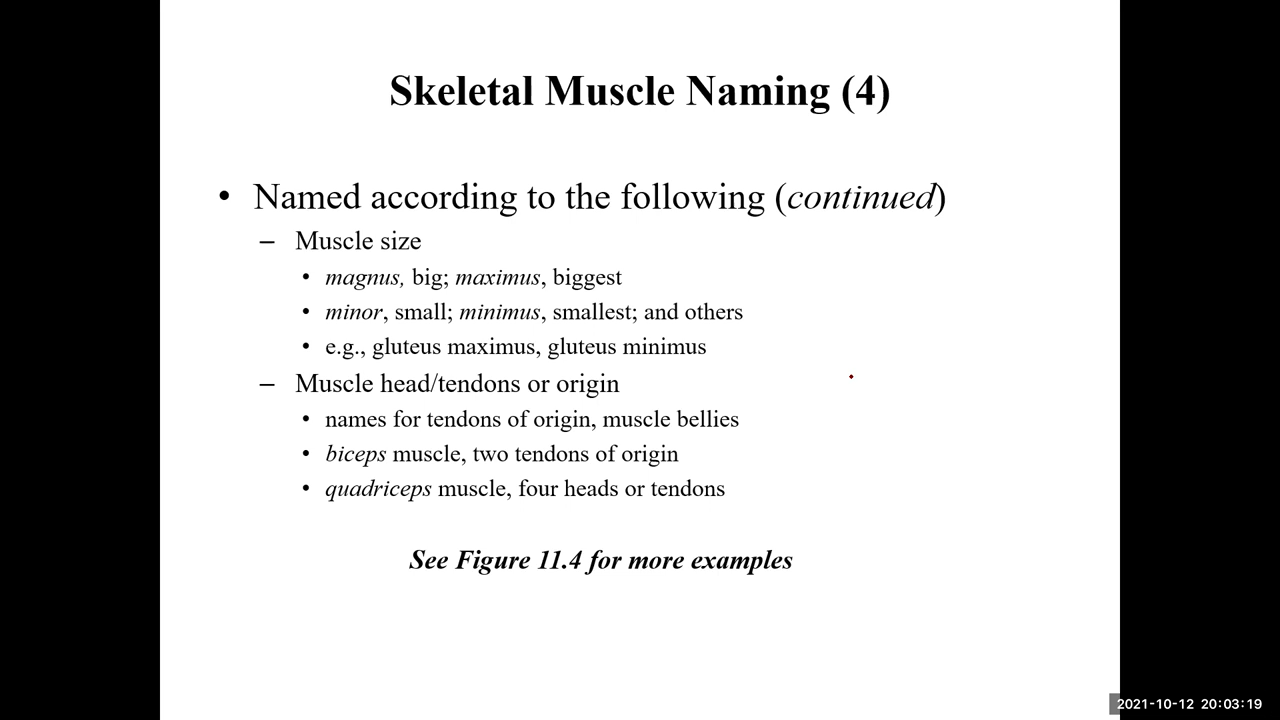 Skeletal Muscle Naming (4)
• Named according to the following (continued)
– Muscle size
• magnus, big; maximus, biggest
• minor, small; minimus, smallest; and others
• e.g., gluteus maximus, gluteus minimus
– Muscle head/tendons or origin
• names for tendons of origin, muscle bellies
• biceps muscle, two tendons of origin
• quadriceps muscle, four heads or tendons
See Figure 11.4 for more examples
2021-10-12 20:03:19